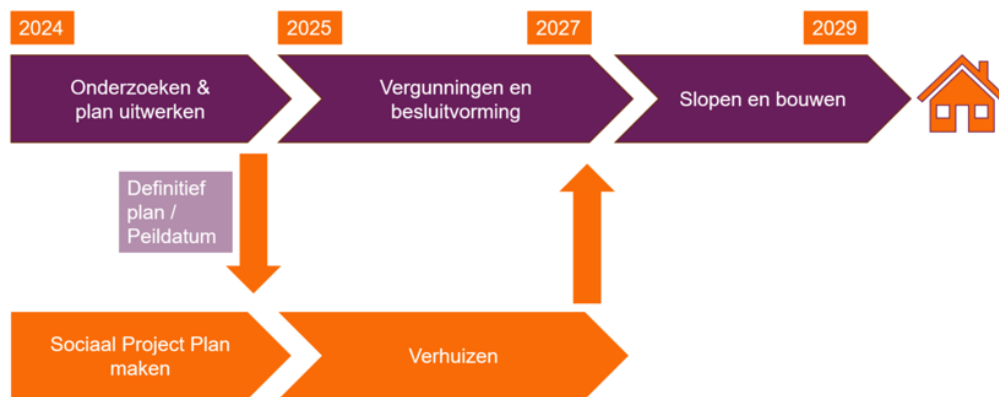 2024
2025
2027
2029
Onderzoeken &
plan uitwerken
Vergunningen en
besluitvorming
Slopen en bouwen
Definitief
plan /
Peildatum
Sociaal Project Plan
maken
Verhuizen